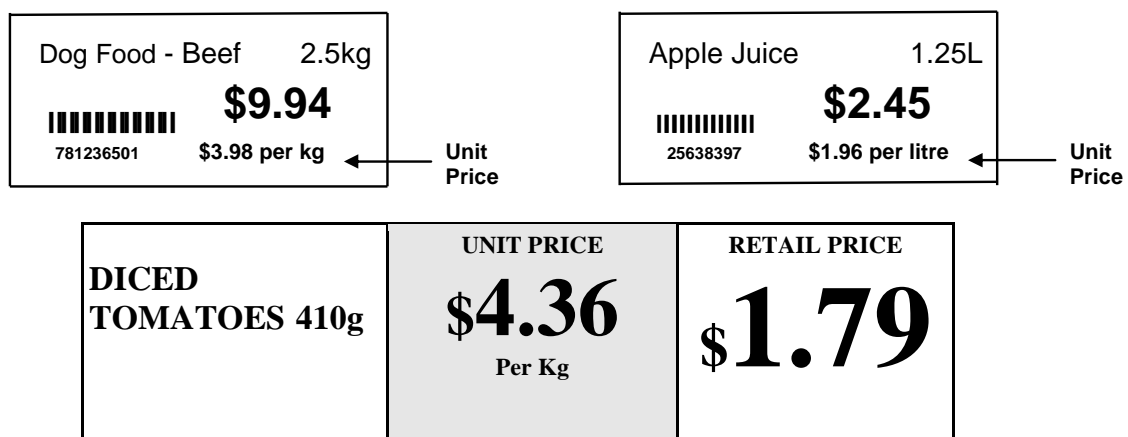 Dog Food - Beef 2.5kg
$9.94
781236501 $3.98 per kg
Unit
Price
Apple Juice 1.25L
$2.45
25638397 $1.96 per litre
Unit
Price
DICED
TOMATOES 410g
UNIT PRICE
$4.36
Per Kg
RETAIL PRICE
$1.79